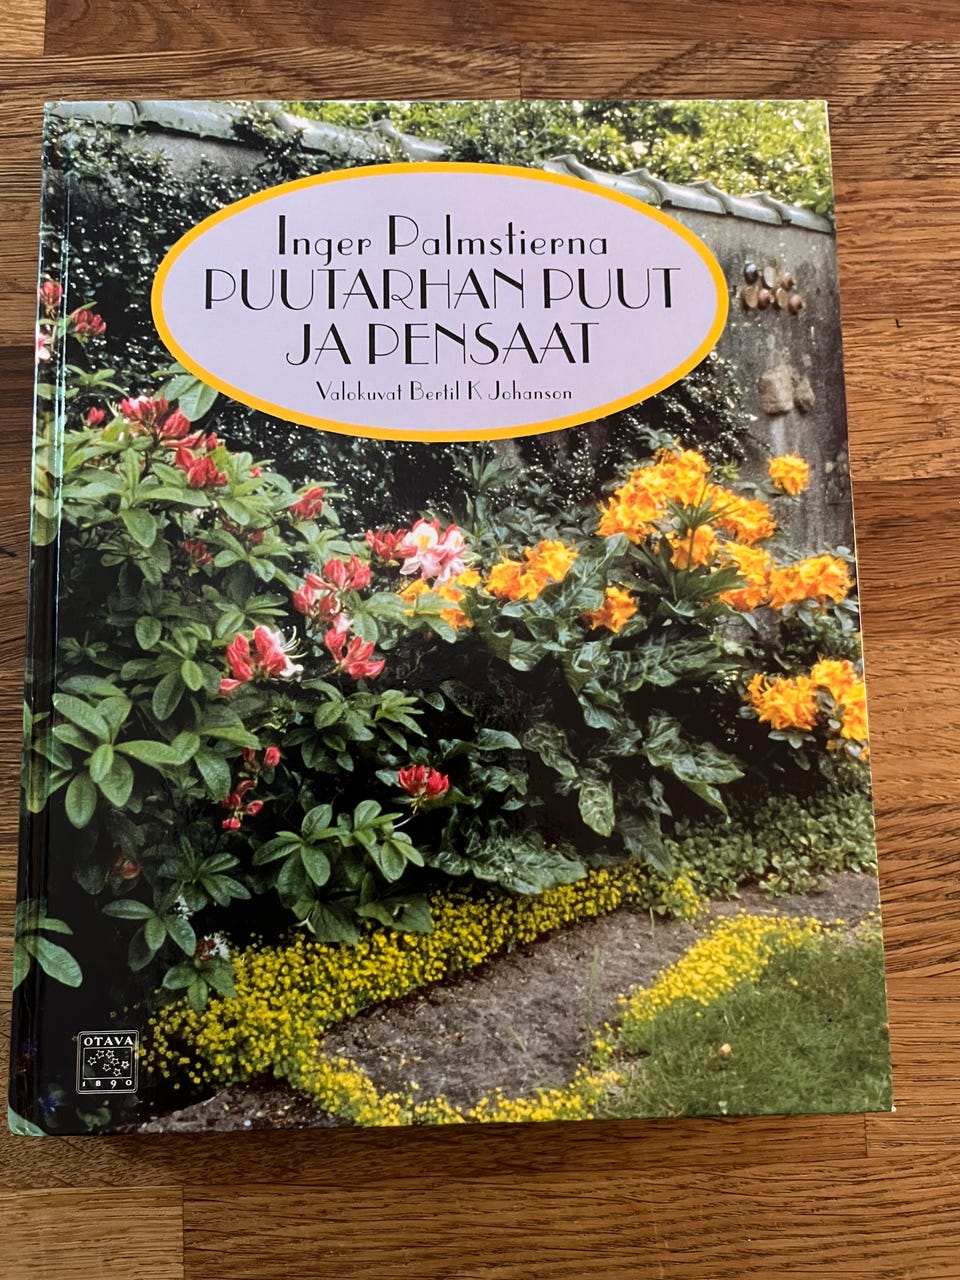 Inger Palmstierna
PUUTARHAN PUUT
JA PENSAAT
Valokuvat Bertil K Johanson
OTAVA
1890